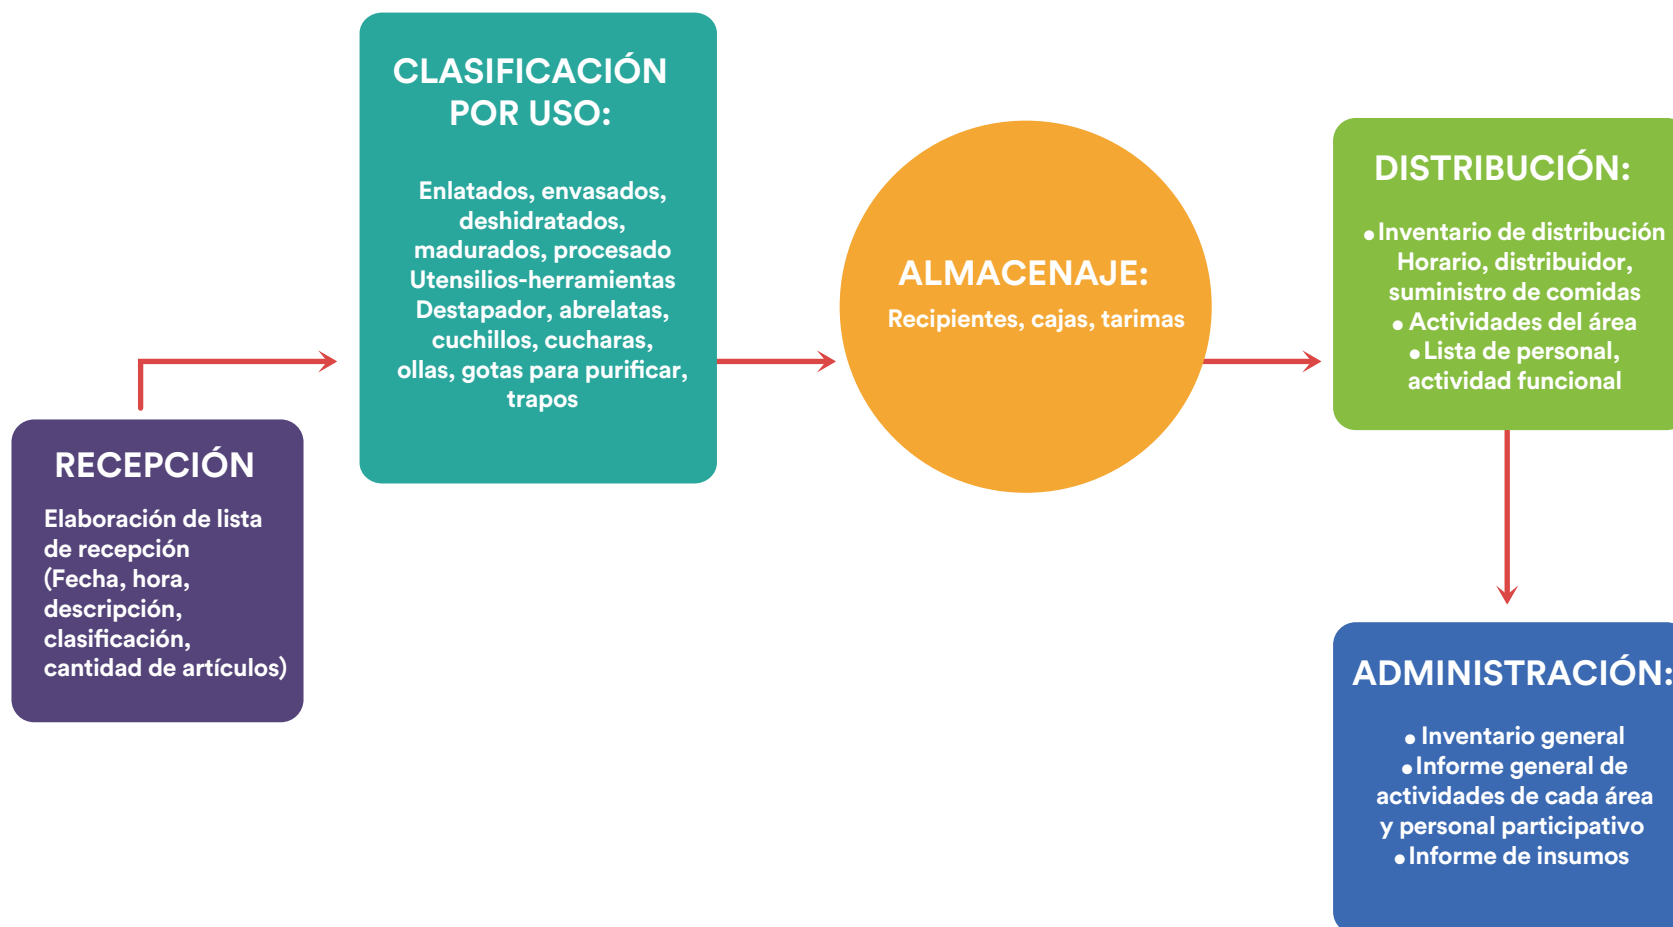 RECEPCIÓN
Elaboración de lista
de recepción
(Fecha, hora,
descripción,
clasificación,
cantidad de artículos)
CLASIFICACIÓN
POR USO:
Enlatados, envasados,
deshidratados,
madurados, procesado
Utensilios-herramientas
Destapador, abrelatas,
cuchillos, cucharas,
ollas, gotas para purificar,
trapos
ALMACENAJE:
Recipientes, cajas, tarimas
DISTRIBUCIÓN:
• Inventario de distribución
Horario, distribuidor,
suministro de comidas
• Actividades del área
• Lista de personal,
actividad funcional
ADMINISTRACIÓN:
• Inventario general
• Informe general de
actividades de cada área
y personal participativo
• Informe de insumos